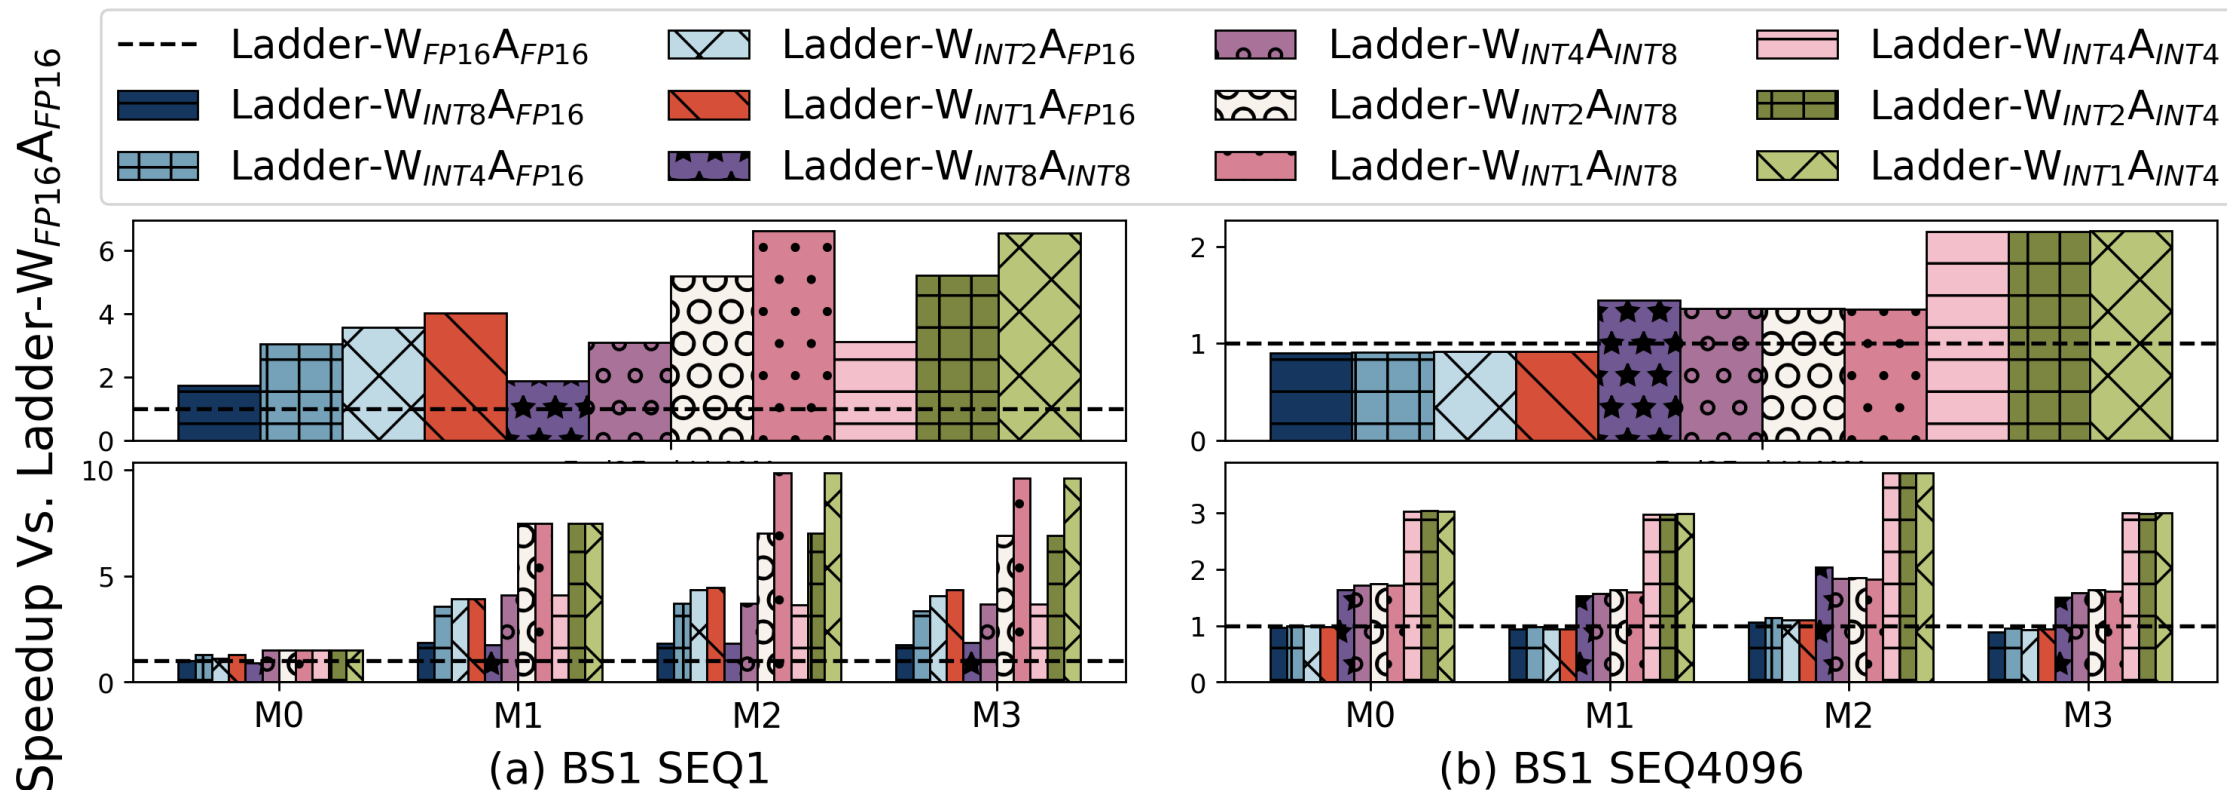 Speedup Vs. Ladder-W_FP16A_FP16
Ladder-W_FP16A_FP16
Ladder-W_INT8A_FP16
Ladder-W_INT4A_FP16
Ladder-W_INT2A_FP16
Ladder-W_INT1A_FP16
Ladder-W_INT8A_INT8
Ladder-W_INT4A_INT8
Ladder-W_INT2A_INT8
Ladder-W_INT1A_INT8
Ladder-W_INT4A_INT4
Ladder-W_INT2A_INT4
Ladder-W_INT1A_INT4
6
4
2
0
2
1
0
10
5
0
M0 M1 M2 M3
(a) BS1 SEQ1
3
2
1
0
M0 M1 M2 M3
(b) BS1 SEQ4096